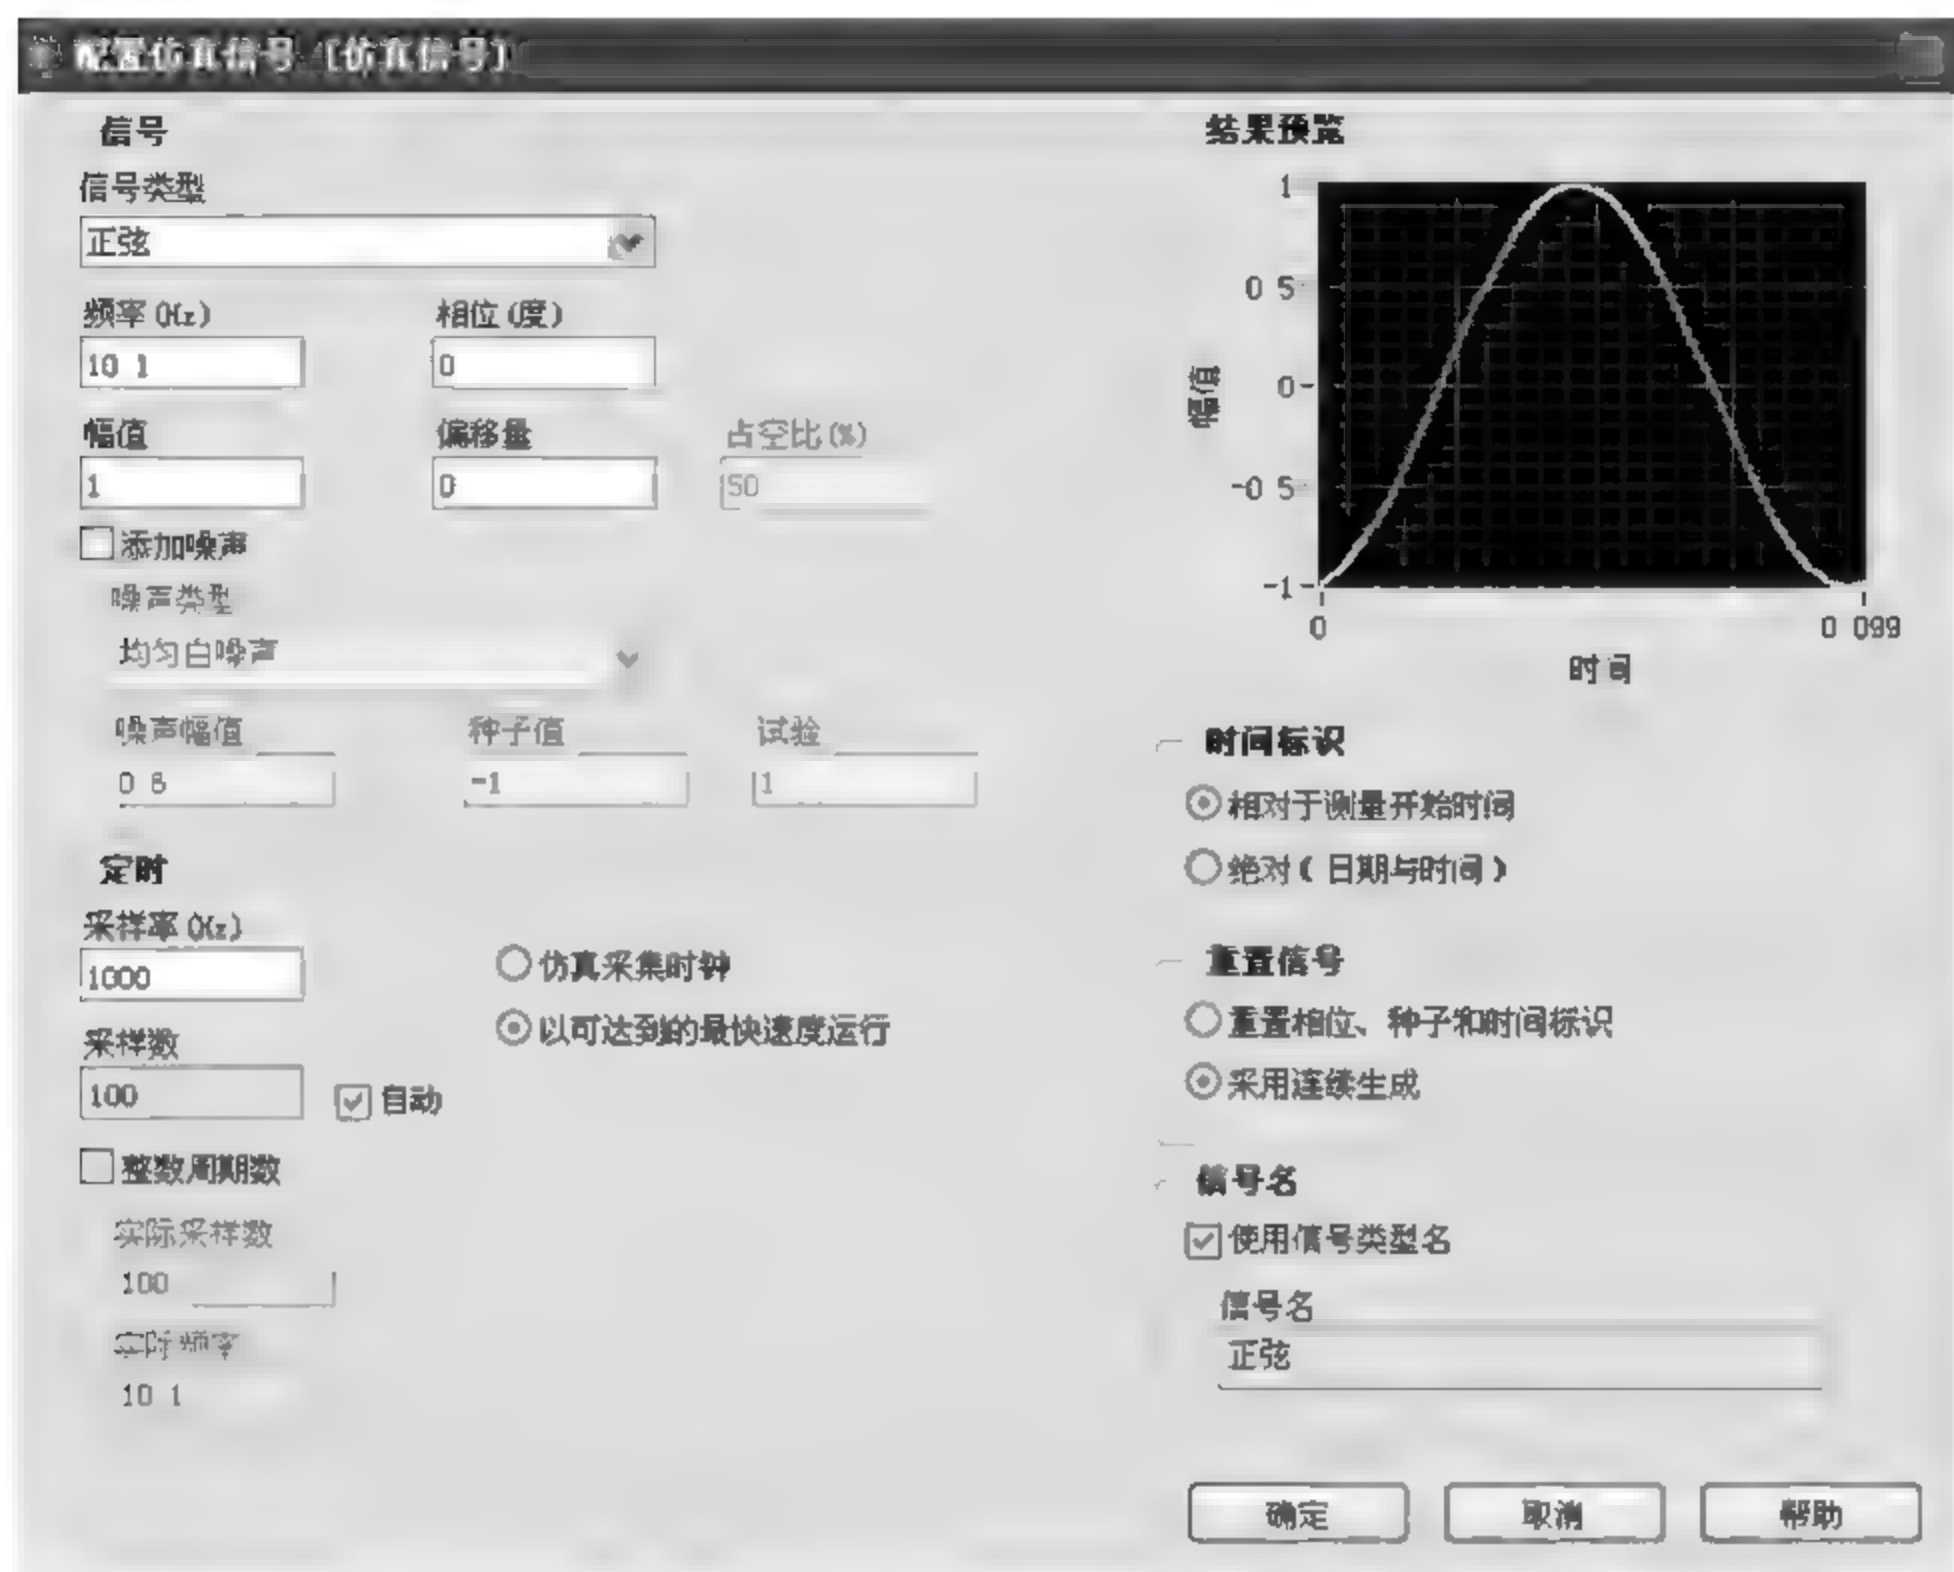 配置仿真信号 [仿真信号]
信号
信号类型
正弦
频率(Hz) 相位(度)
10 1 0
幅值 偏移量 占空比(%)
1 0 50
添加噪声
噪声类型
均匀白噪声
噪声幅值 种子值 试验
0 6 -1 1
定时
采样率(Hz)
1000
仿真采集时钟
以可达到的最快速度运行
采样数
100 自动
整数周期数
实际采样数
100
实际频率
10 1
结果预览
1
0 5
0
-0 5
-1
幅值
0 0 099
时间
时间标识
相对于测量开始时间
绝对(日期与时间)
重置信号
重置相位、种子和时间标识
采用连续生成
信号名
使用信号类型名
信号名
正弦
确定 取消 帮助